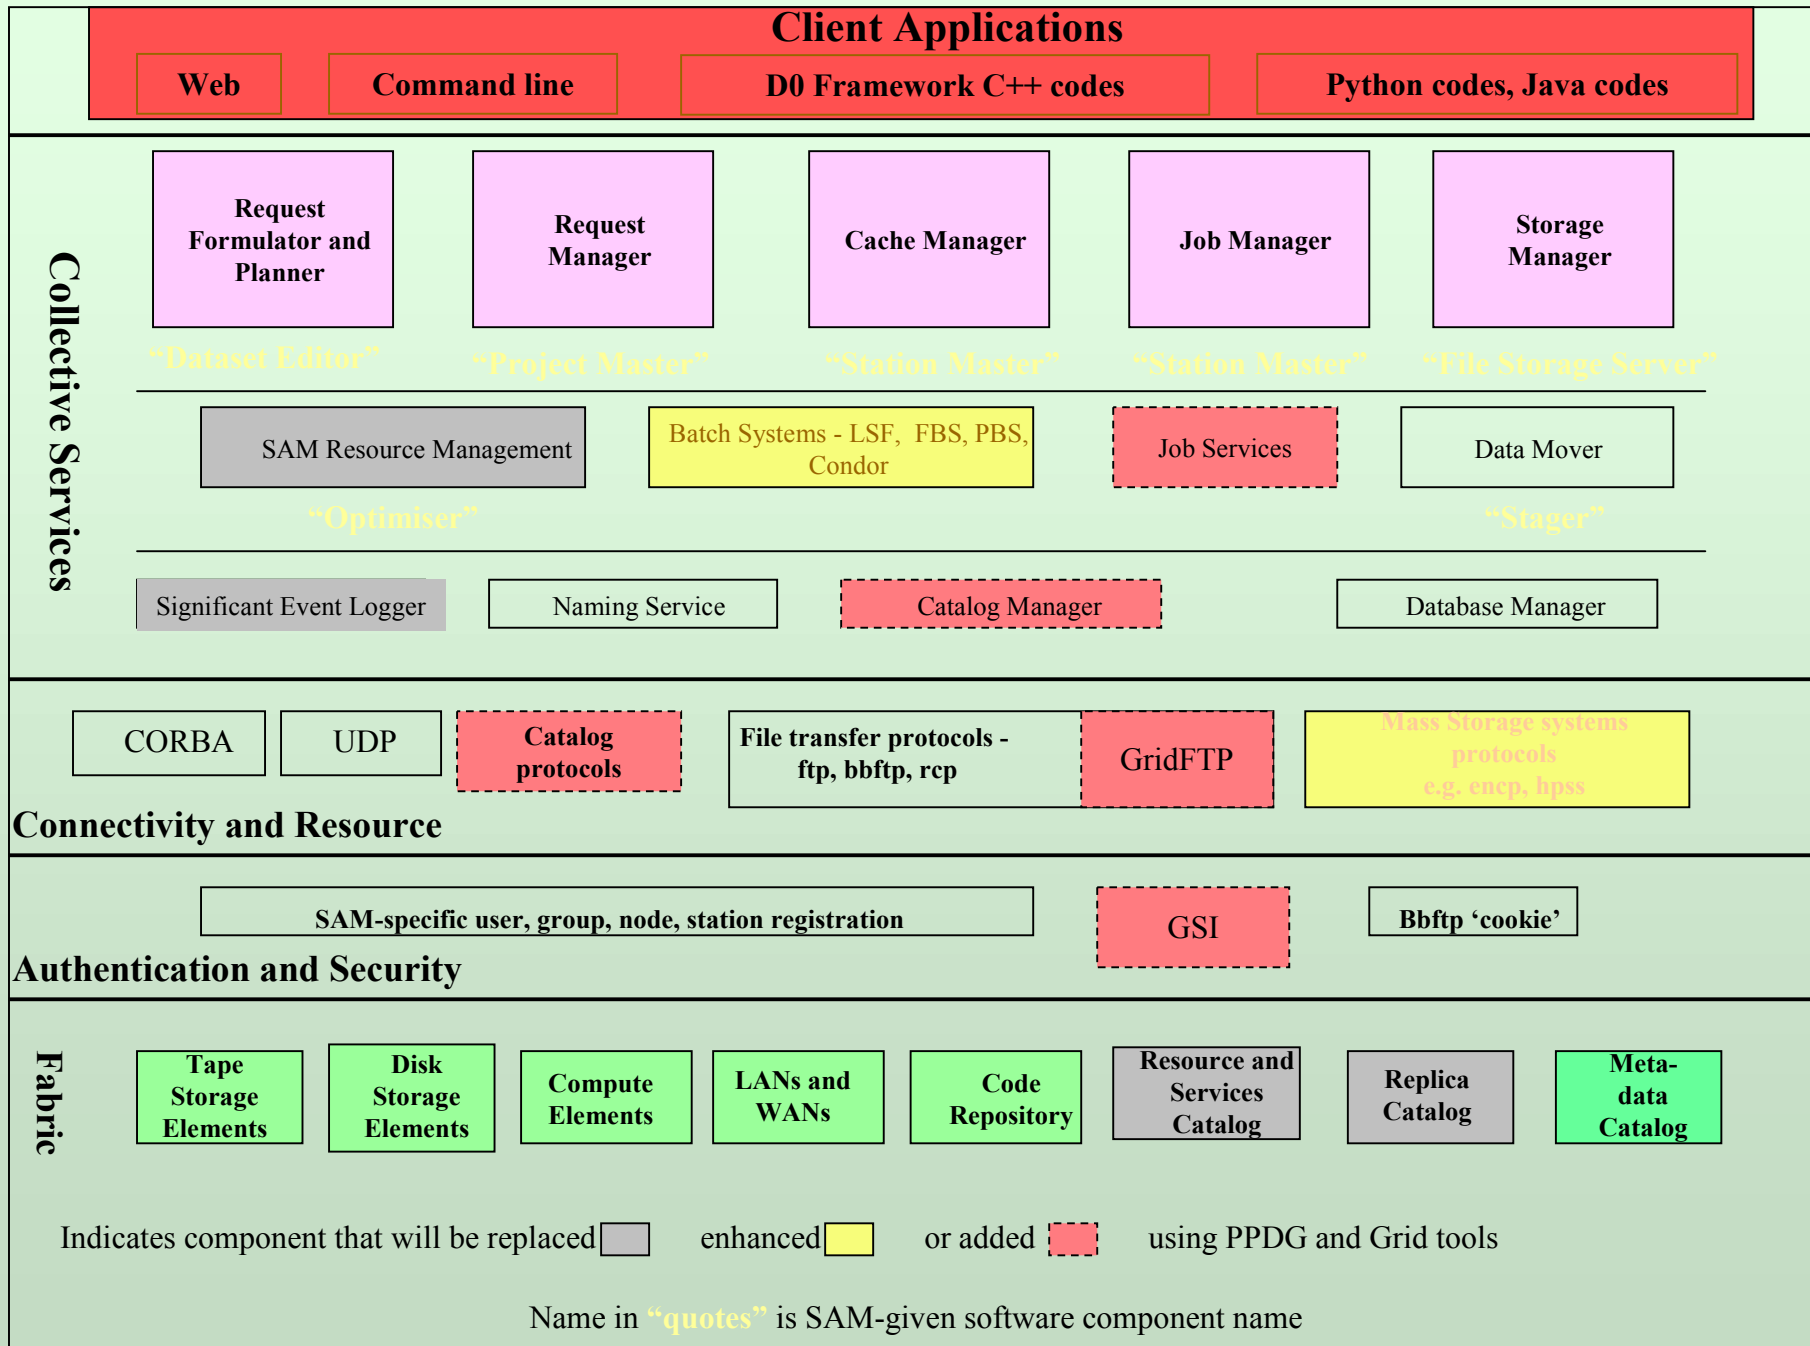 Client Applications
Web
Command line
D0 Framework C++ codes
Python codes, Java codes
Collective Services
Request
Formulator and
Planner
Request
Manager
Cache Manager
Job Manager
Storage
Manager
“Dataset Editor”
“Project Master”
“Station Master”
“Station Master”
“File Storage Server”
SAM Resource Management
Batch Systems - LSF, FBS, PBS,
Condor
Job Services
Data Mover
“Optimiser”
“Stager”
Significant Event Logger
Naming Service
Catalog Manager
Database Manager
CORBA
UDP
Catalog
protocols
File transfer protocols -
ftp, bbftp, rcp
GridFTP
Mass Storage systems
protocols
e.g. encp, hpss
Connectivity and Resource
SAM-specific user, group, node, station registration
GSI
Bbftp ‘cookie’
Authentication and Security
Fabric
Tape
Storage
Elements
Disk
Storage
Elements
Compute
Elements
LANs and
WANs
Code
Repository
Resource and
Services
Catalog
Replica
Catalog
Meta-
data
Catalog
Indicates component that will be replaced enhanced or added using PPDG and Grid tools
Name in “quotes” is SAM-given software component name